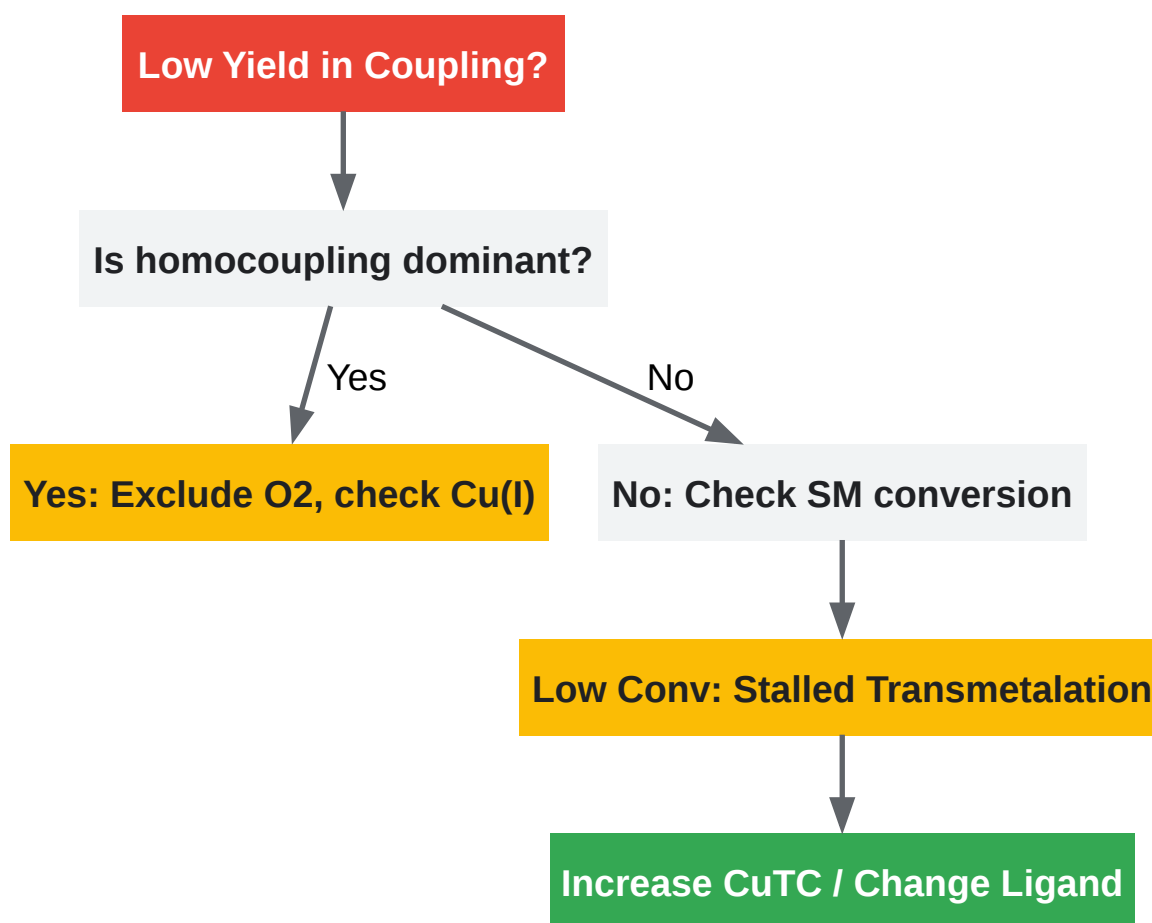 Low Yield in Coupling?
Is homocoupling dominant?
Yes
No
Yes: Exclude O2, check Cu(I)
No: Check SM conversion
Low Conv: Stalled Transmetalation
Increase CuTC / Change Ligand